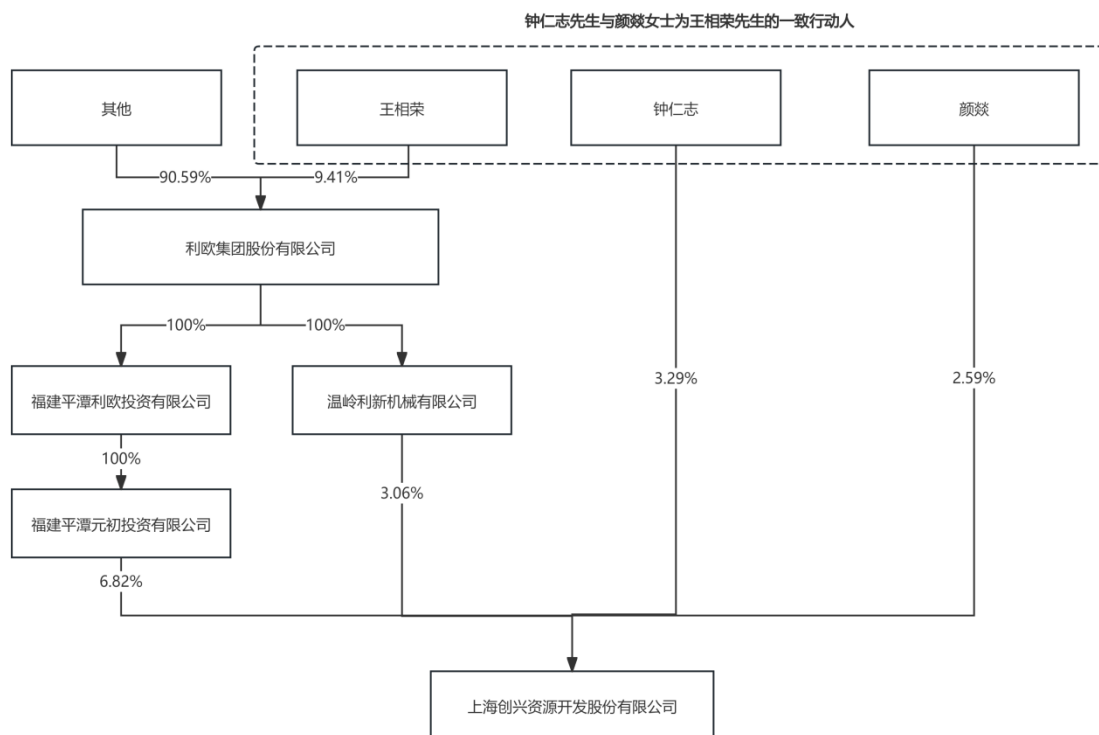 钟仁志先生与颜燚女士为王相荣先生的一致行动人
其他
王相荣
钟仁志
颜燚
90.59%
9.41%
利欧集团股份有限公司
100%
100%
3.29%
2.59%
福建平潭利欧投资有限公司
温岭利新机械有限公司
100%
3.06%
福建平潭元初投资有限公司
6.82%
上海创兴资源开发股份有限公司